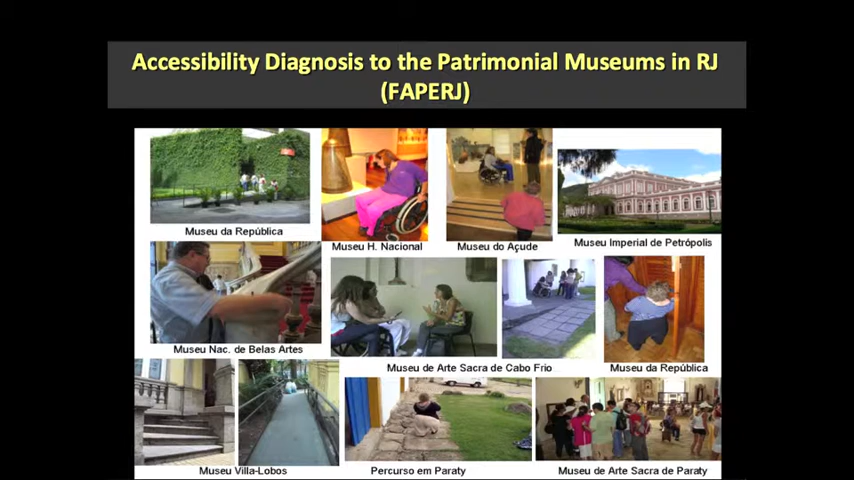 Accessibility Diagnosis to the Patrimonial Museums in RJ
(FAPERJ)
Museu da República
Museu H. Nacional
Museu do Açude
Museu Imperial de Petrópolis
Museu Nac. de Belas Artes
Museu de Arte Sacra de Cabo Frio
Museu da República
Museu Villa-Lobos
Percurso em Paraty
Museu de Arte Sacra de Paraty